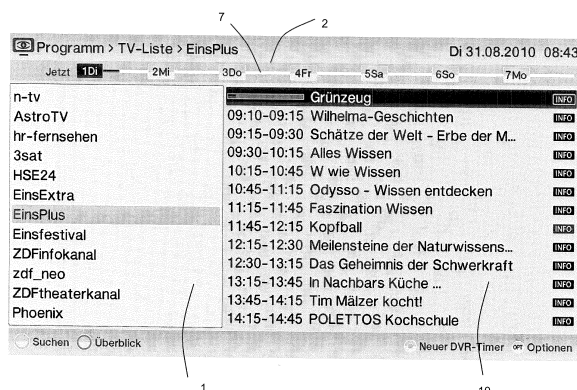 7
2
Programm > TV-Liste > EinsPlus
Di 31.08.2010 08:43
Jetzt 1Di 2Mi 3Do 4Fr 5Sa 6So 7Mo
n-tv
AstroTV
hr-fernsehen
3sat
HSE24
EinsExtra
EinsPlus
Einsfestival
ZDFinfokanal
zdf_neo
ZDFtheaterkanal
Phoenix
Grünzeug INFO
09:10-09:15 Wilhelma-Geschichten INFO
09:15-09:30 Schätze der Welt - Erbe der M... INFO
09:30-10:15 Alles Wissen INFO
10:15-10:45 W wie Wissen INFO
10:45-11:15 Odysso - Wissen entdecken INFO
11:15-11:45 Faszination Wissen INFO
11:45-12:15 Kopfball INFO
12:15-12:30 Meilensteine der Naturwissens... INFO
12:30-13:15 Das Geheimnis der Schwerkraft INFO
13:15-13:45 In Nachbars Küche ... INFO
13:45-14:15 Tim Mälzer kocht! INFO
14:15-14:45 POLETTOS Kochschule INFO
Suchen Überblick
Neuer DVR-Timer OPT Optionen
1